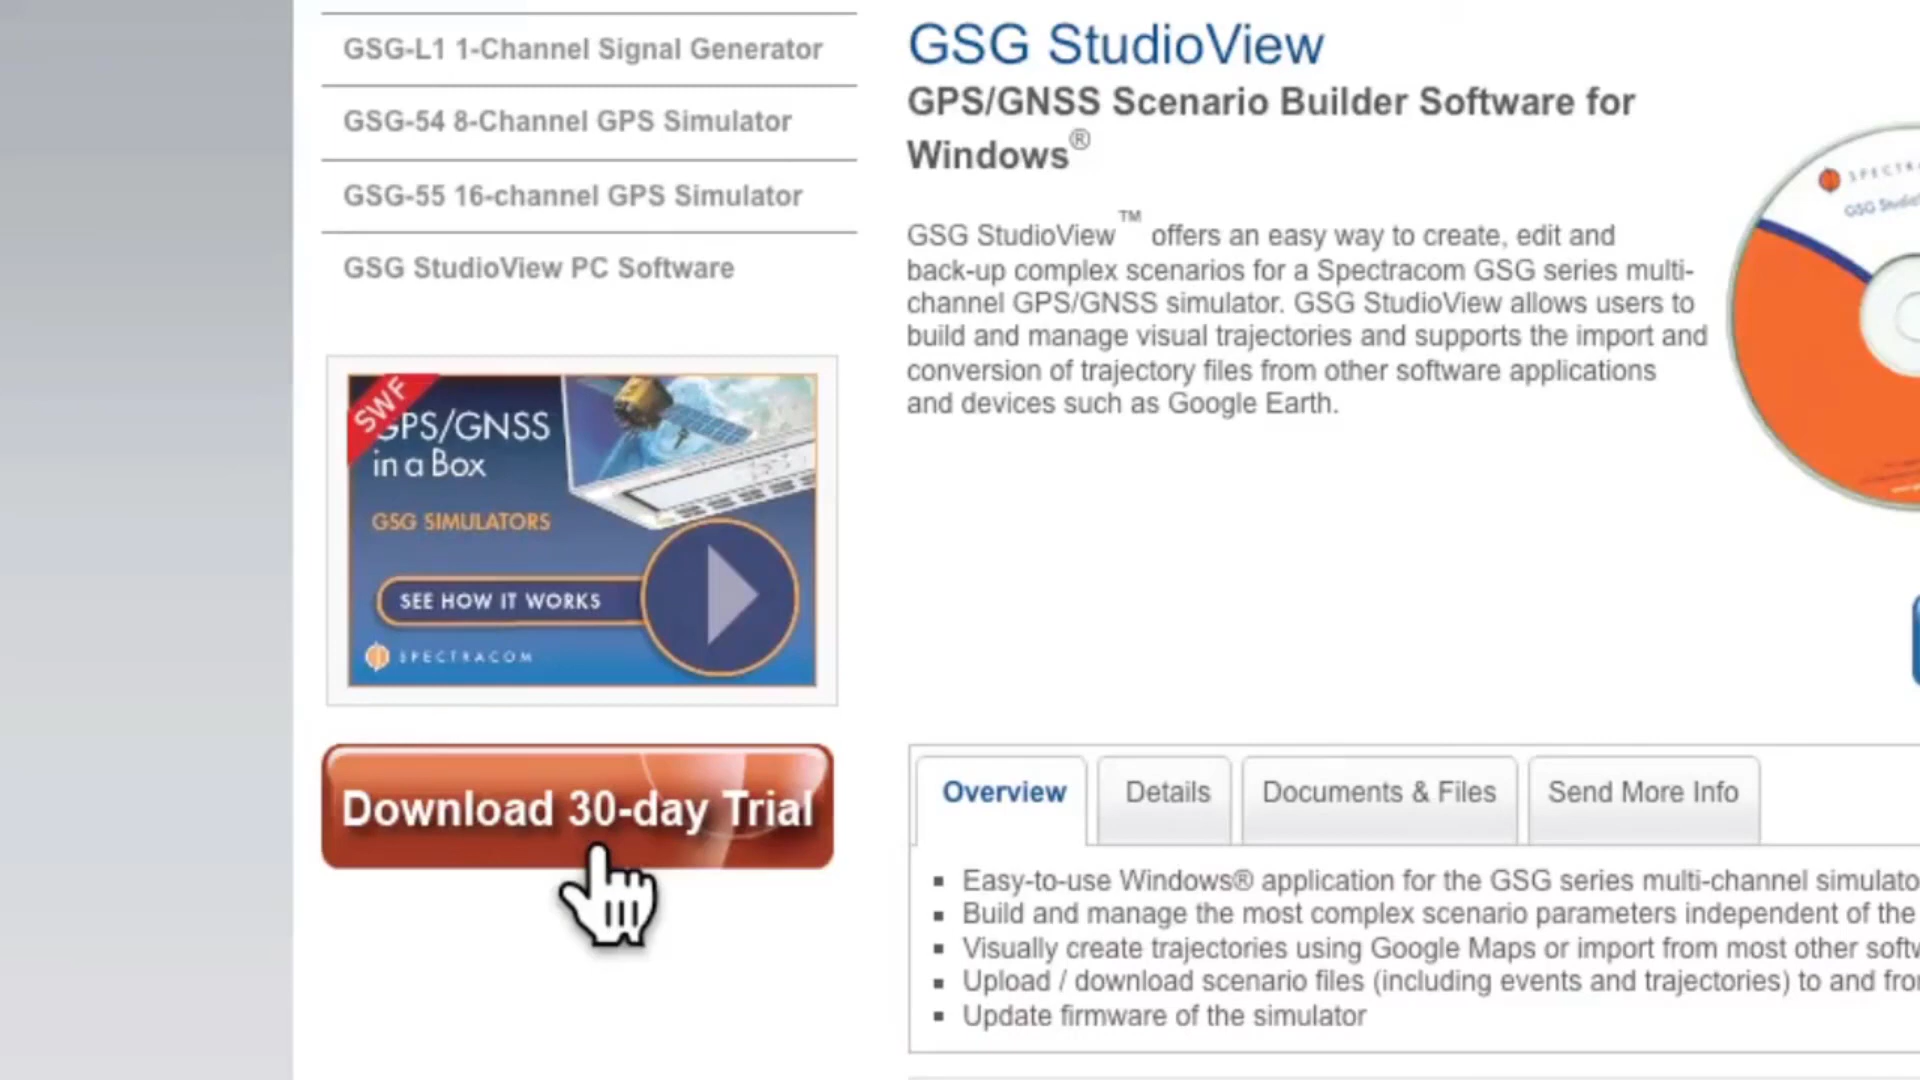 GSG-L1 1-Channel Signal Generator
GSG-54 8-Channel GPS Simulator
GSG-55 16-channel GPS Simulator
GSG StudioView PC Software
SWF
GPS/GNSS
in a Box
GSG SIMULATORS
SEE HOW IT WORKS
SPECTRACOM
Download 30-day Trial
GSG StudioView
GPS/GNSS Scenario Builder Software for
Windows®
GSG StudioView™ offers an easy way to create, edit and
back-up complex scenarios for a Spectracom GSG series multi-
channel GPS/GNSS simulator. GSG StudioView allows users to
build and manage visual trajectories and supports the import and
conversion of trajectory files from other software applications
and devices such as Google Earth.
Overview
Details
Documents & Files
Send More Info
Easy-to-use Windows® application for the GSG series multi-channel simulato
Build and manage the most complex scenario parameters independent of the
Visually create trajectories using Google Maps or import from most other softw
Upload / download scenario files (including events and trajectories) to and from
Update firmware of the simulator